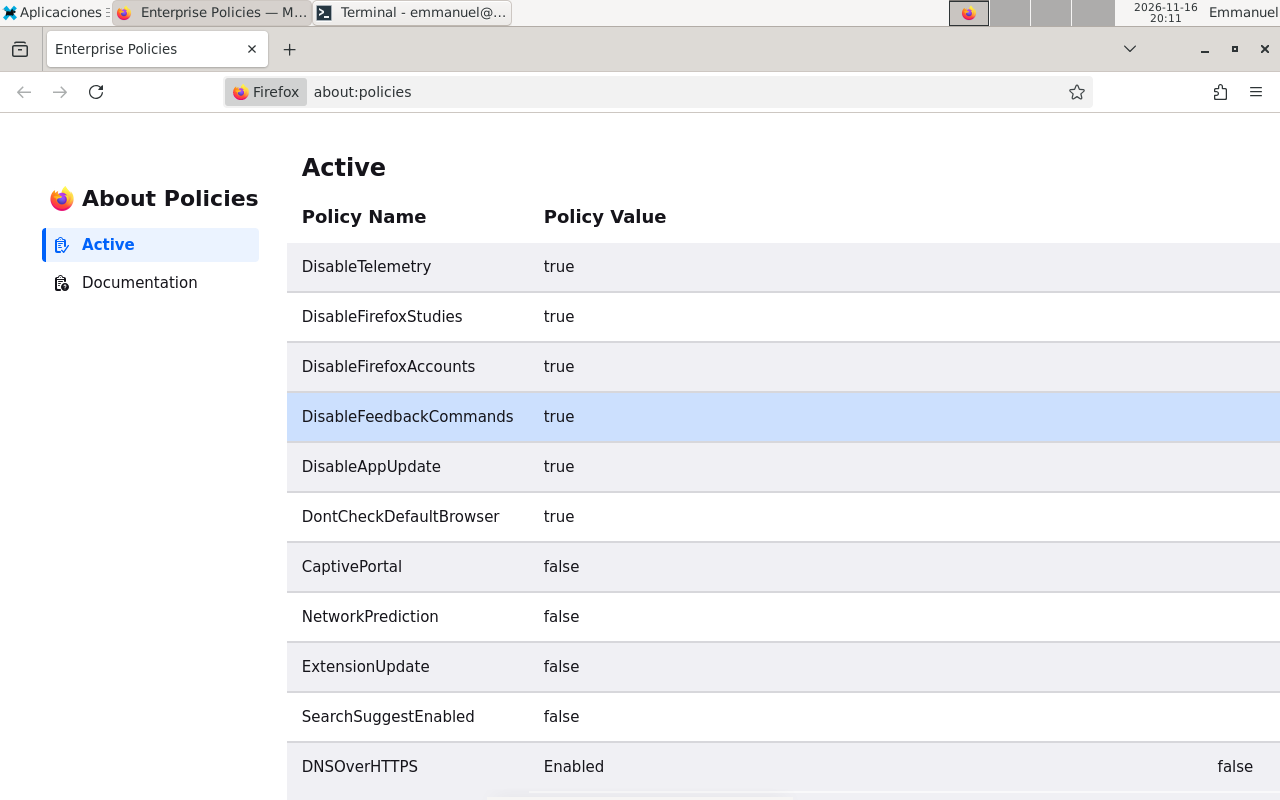 Aplicaciones
Enterprise Policies — M...
Terminal - emmanuel@...
2026-11-16
20:11
Emmanuel
Enterprise Policies
Firefox
about:policies
About Policies
Active
Documentation
Active
Policy Name Policy Value
DisableTelemetry true
DisableFirefoxStudies true
DisableFirefoxAccounts true
DisableFeedbackCommands true
DisableAppUpdate true
DontCheckDefaultBrowser true
CaptivePortal false
NetworkPrediction false
ExtensionUpdate false
SearchSuggestEnabled false
DNSOverHTTPS Enabled false